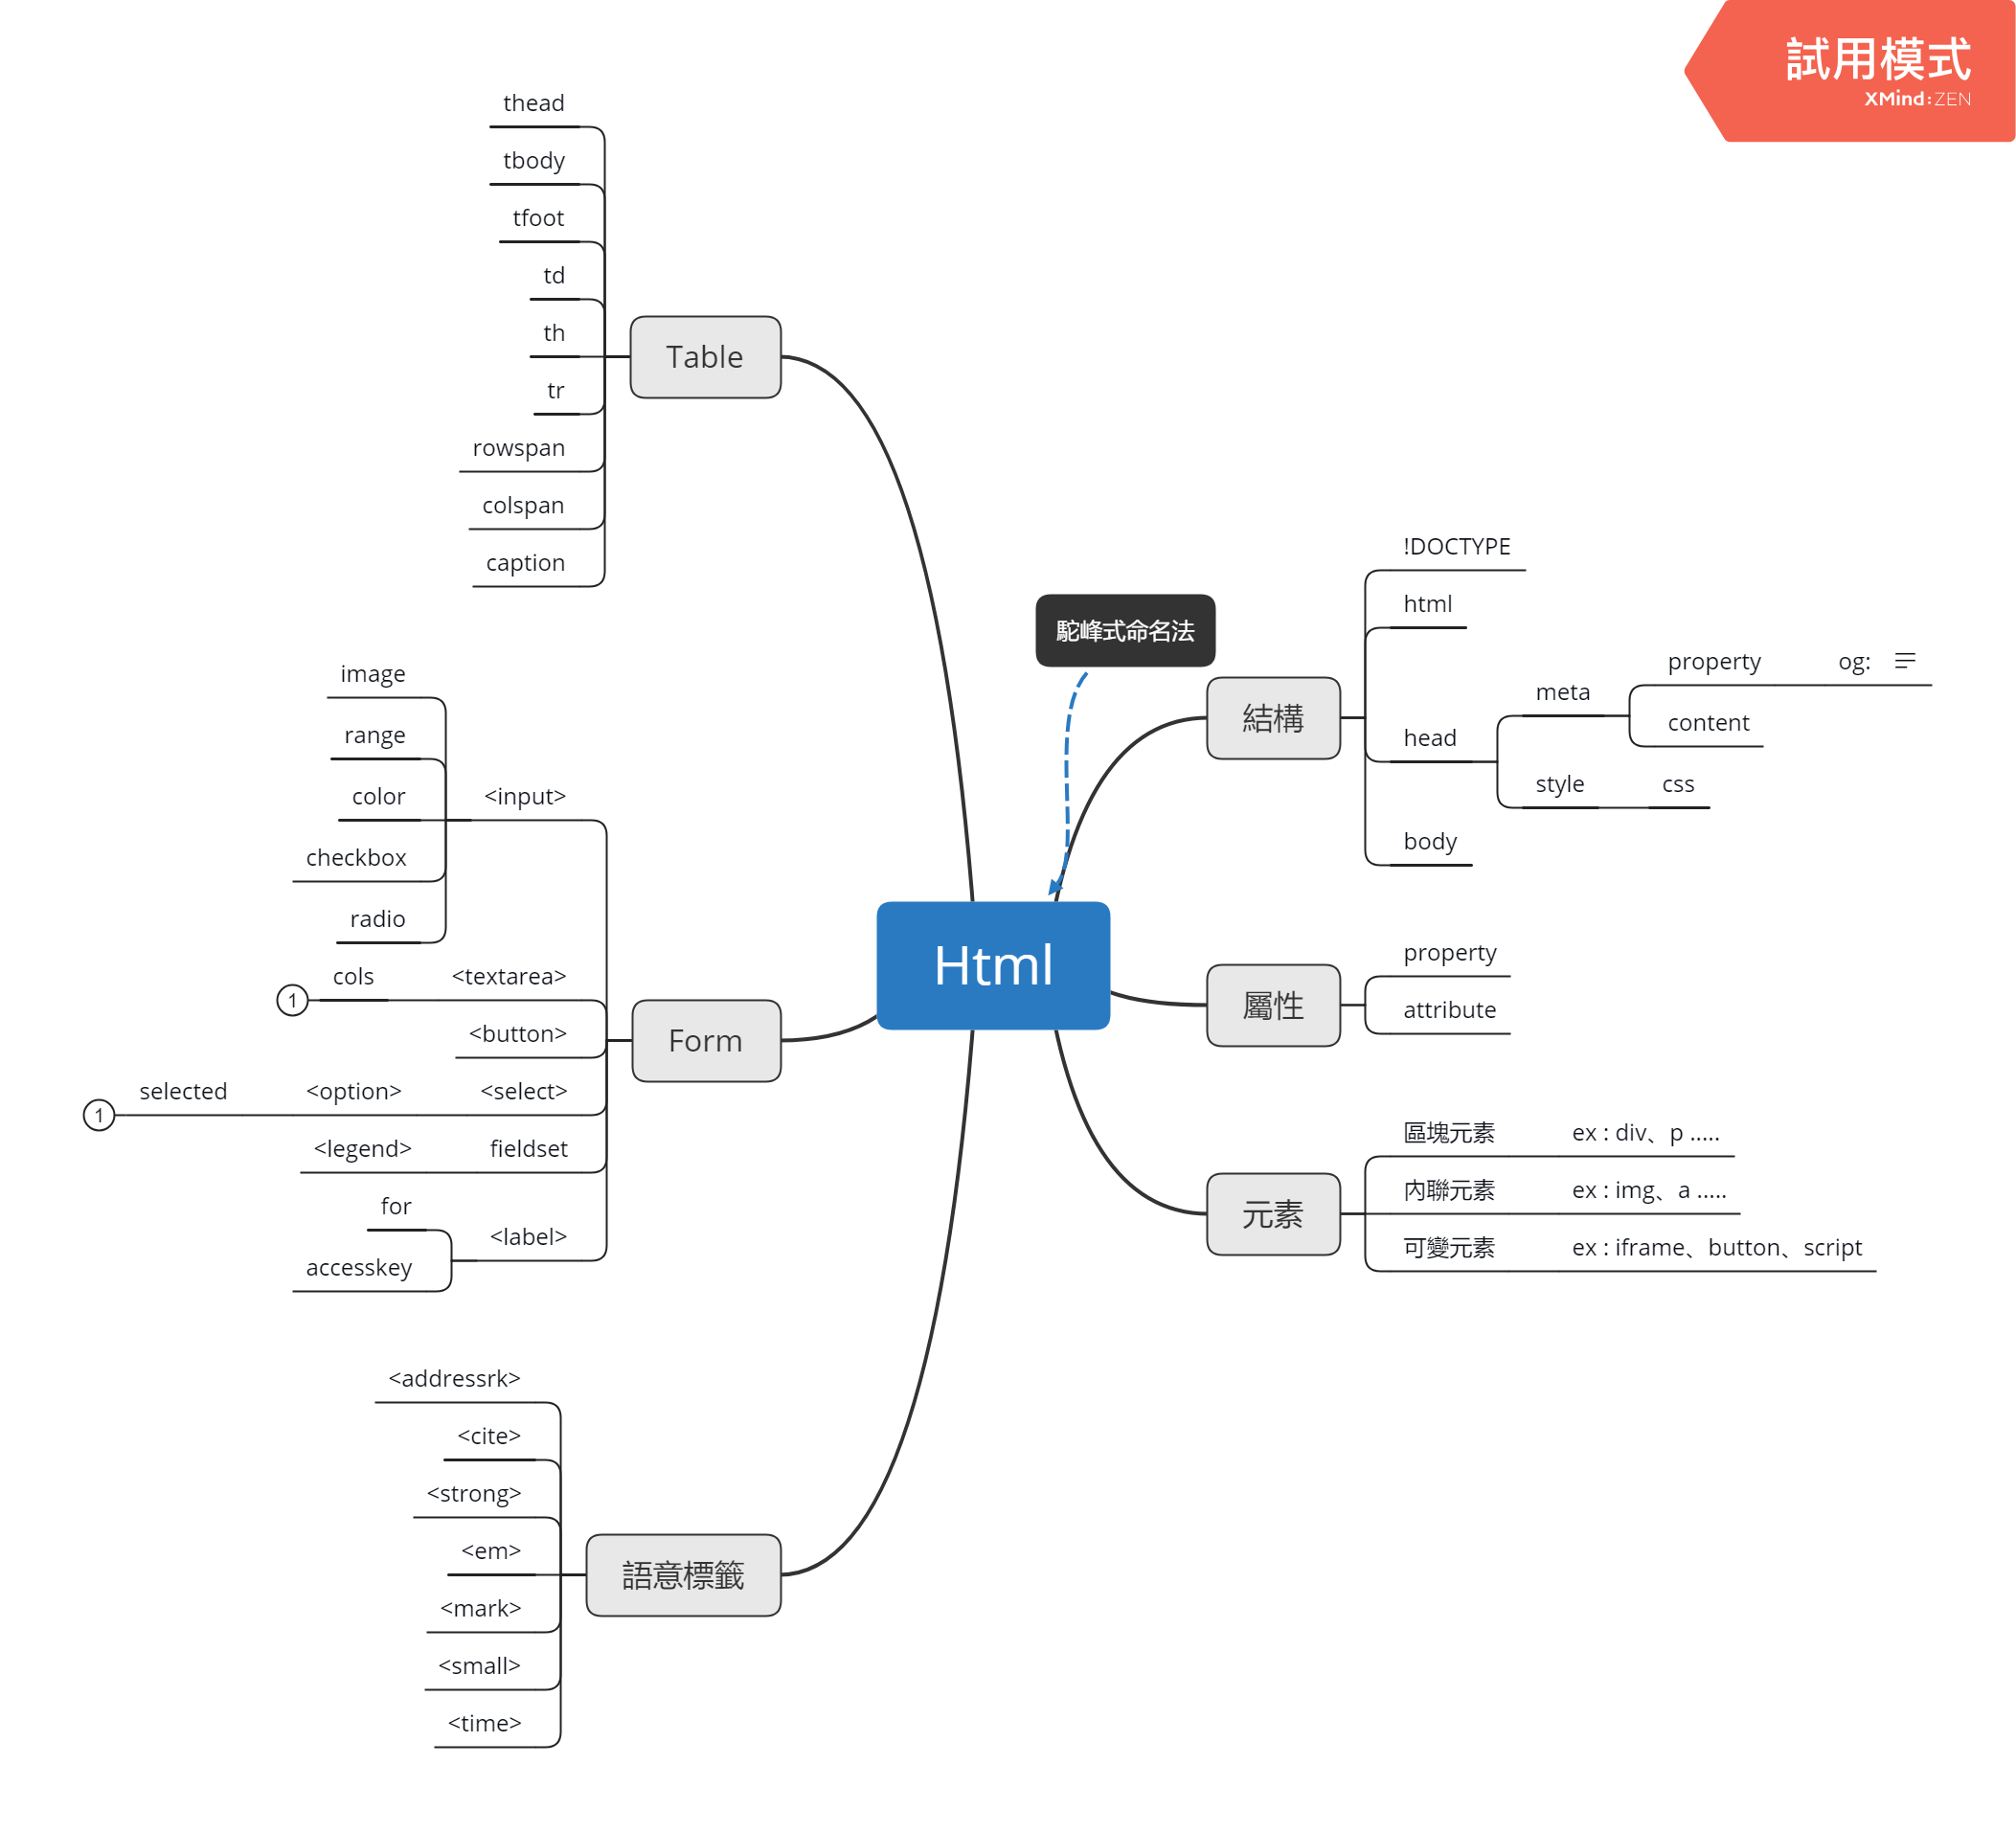 試用模式
XMind:ZEN
Html
駝峰式命名法
結構
!DOCTYPE
html
head
meta
property
og:
content
style
css
body
屬性
property
attribute
元素
區塊元素
ex : div、p .....
內聯元素
ex : img、a .....
可變元素
ex : iframe、button、script
Table
thead
tbody
tfoot
td
th
tr
rowspan
colspan
caption
Form
<input>
image
range
color
checkbox
radio
<textarea>
cols
1
<button>
<select>
<option>
selected
1
fieldset
<legend>
<label>
for
accesskey
語意標籤
<addressrk>
<cite>
<strong>
<em>
<mark>
<small>
<time>